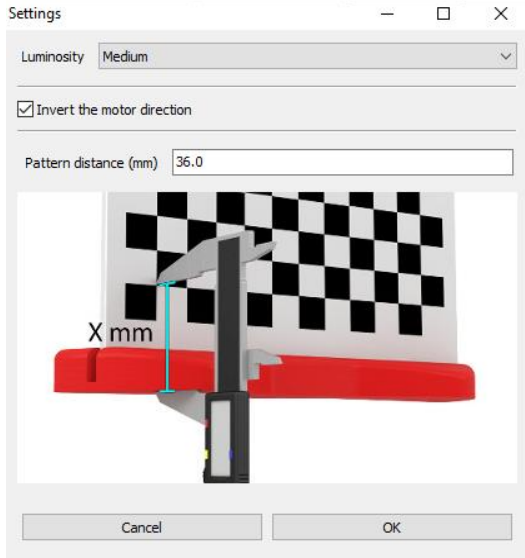 Settings
Luminosity Medium
Invert the motor direction
Pattern distance (mm) 36.0
X mm
Cancel OK